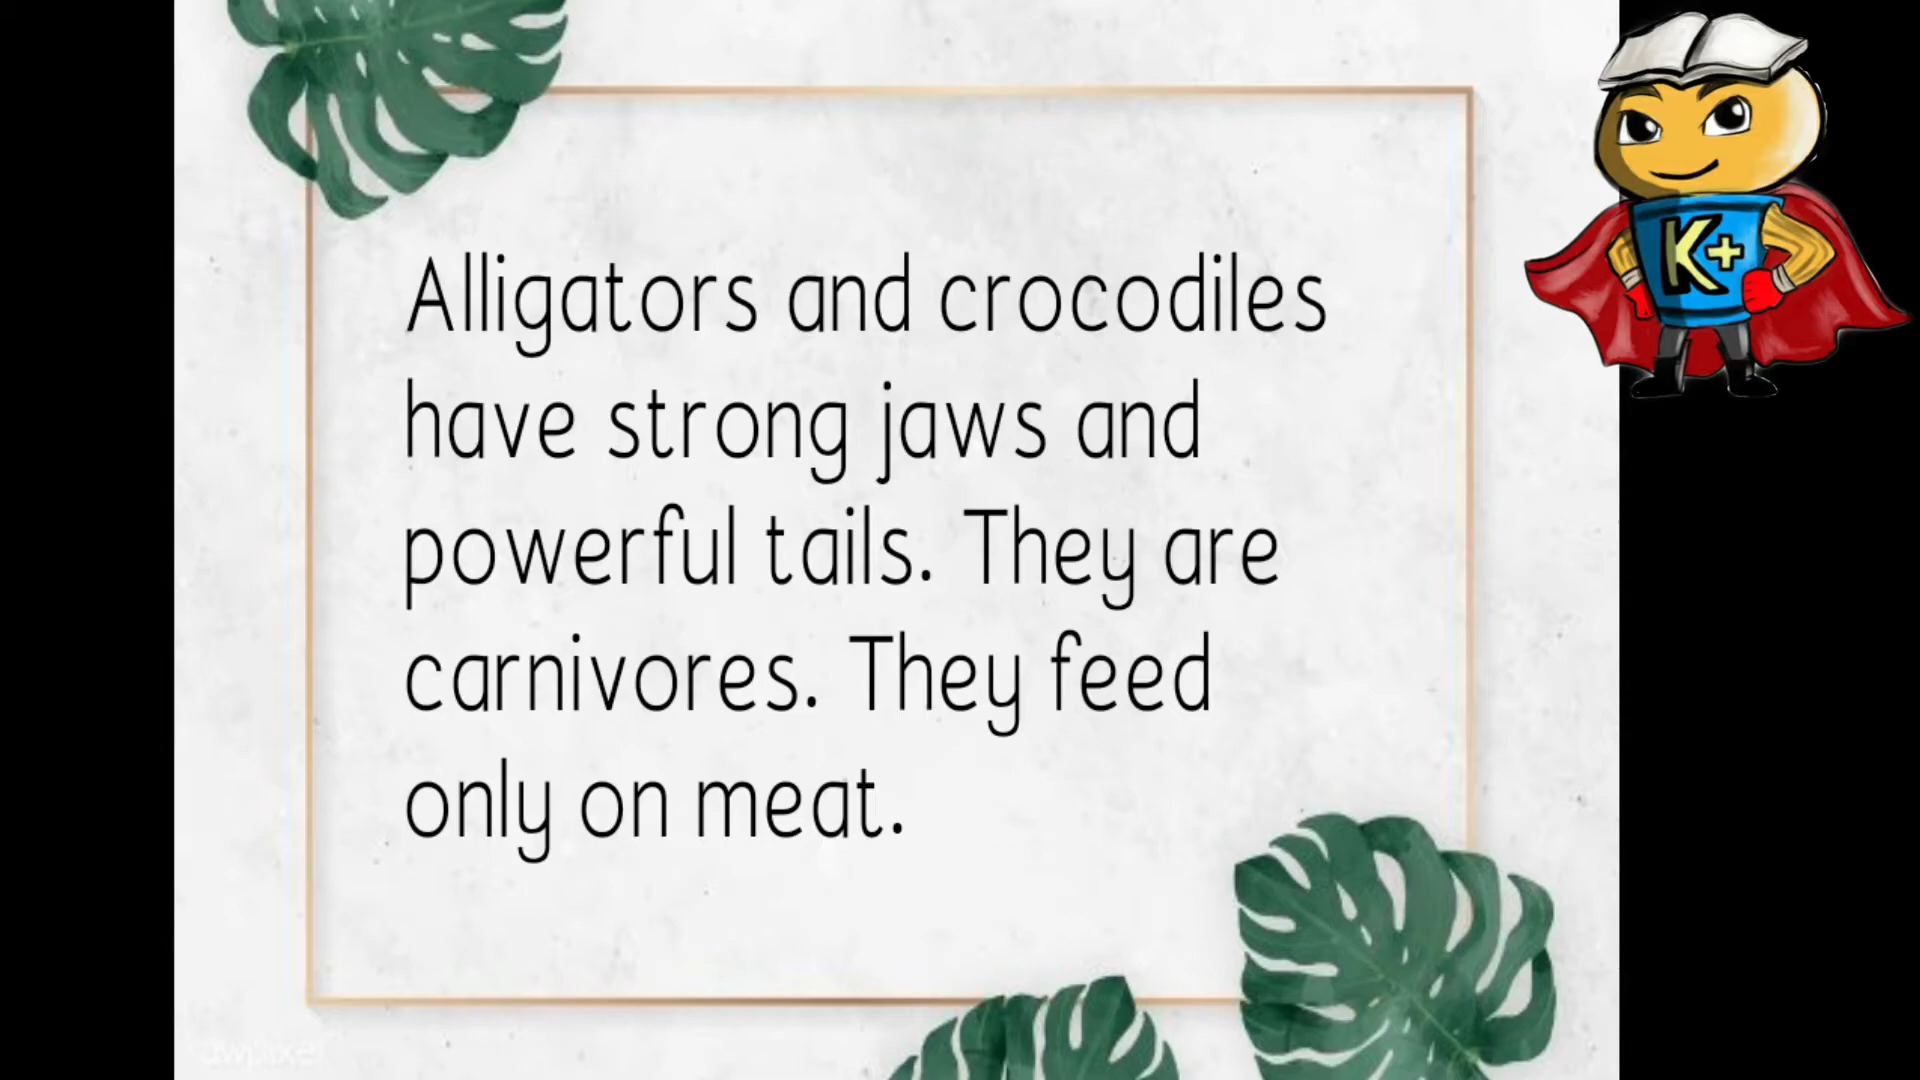 Alligators and crocodiles
have strong jaws and
powerful tails. They are
carnivores. They feed
only on meat.
K+